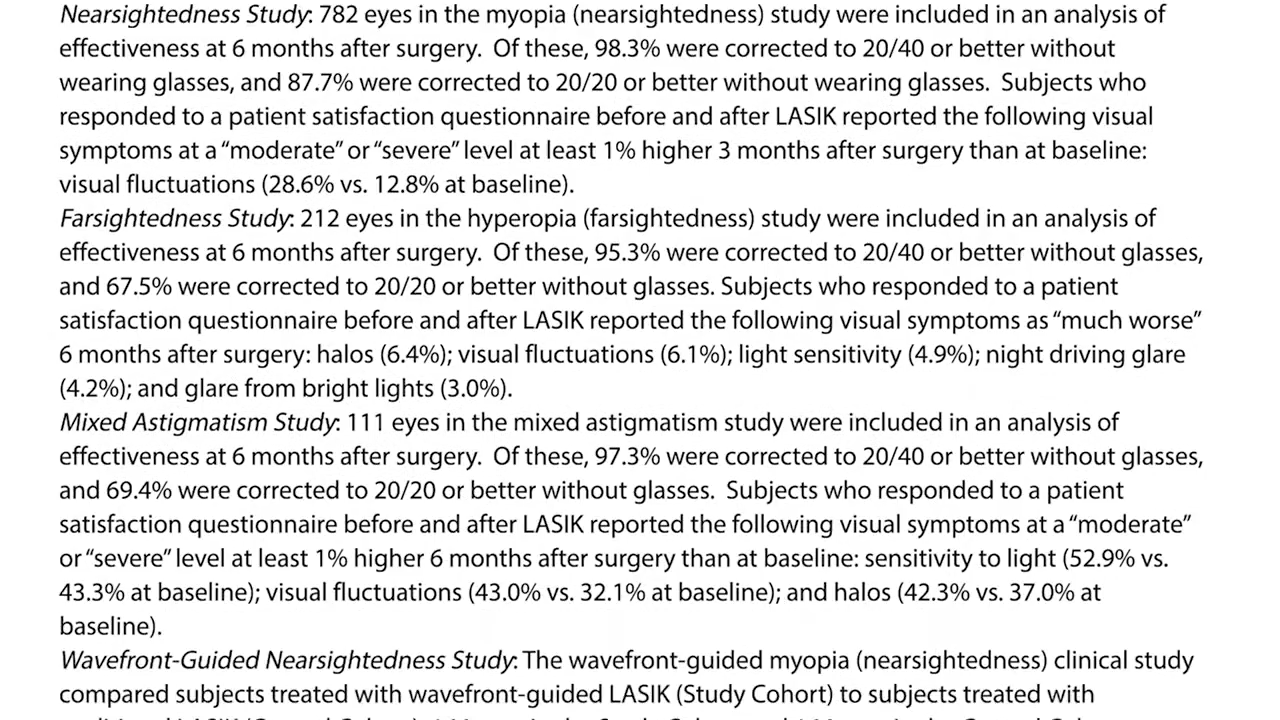 Nearsightedness Study: 782 eyes in the myopia (nearsightedness) study were included in an analysis of
effectiveness at 6 months after surgery.  Of these, 98.3% were corrected to 20/40 or better without
wearing glasses, and 87.7% were corrected to 20/20 or better without wearing glasses.  Subjects who
responded to a patient satisfaction questionnaire before and after LASIK reported the following visual
symptoms at a “moderate” or “severe” level at least 1% higher 3 months after surgery than at baseline:
visual fluctuations (28.6% vs. 12.8% at baseline).
Farsightedness Study: 212 eyes in the hyperopia (farsightedness) study were included in an analysis of
effectiveness at 6 months after surgery.  Of these, 95.3% were corrected to 20/40 or better without glasses,
and 67.5% were corrected to 20/20 or better without glasses. Subjects who responded to a patient
satisfaction questionnaire before and after LASIK reported the following visual symptoms as “much worse”
6 months after surgery: halos (6.4%); visual fluctuations (6.1%); light sensitivity (4.9%); night driving glare
(4.2%); and glare from bright lights (3.0%).
Mixed Astigmatism Study: 111 eyes in the mixed astigmatism study were included in an analysis of
effectiveness at 6 months after surgery.  Of these, 97.3% were corrected to 20/40 or better without glasses,
and 69.4% were corrected to 20/20 or better without glasses.  Subjects who responded to a patient
satisfaction questionnaire before and after LASIK reported the following visual symptoms at a “moderate”
or “severe” level at least 1% higher 6 months after surgery than at baseline: sensitivity to light (52.9% vs.
43.3% at baseline); visual fluctuations (43.0% vs. 32.1% at baseline); and halos (42.3% vs. 37.0% at
baseline).
Wavefront-Guided Nearsightedness Study: The wavefront-guided myopia (nearsightedness) clinical study
compared subjects treated with wavefront-guided LASIK (Study Cohort) to subjects treated with